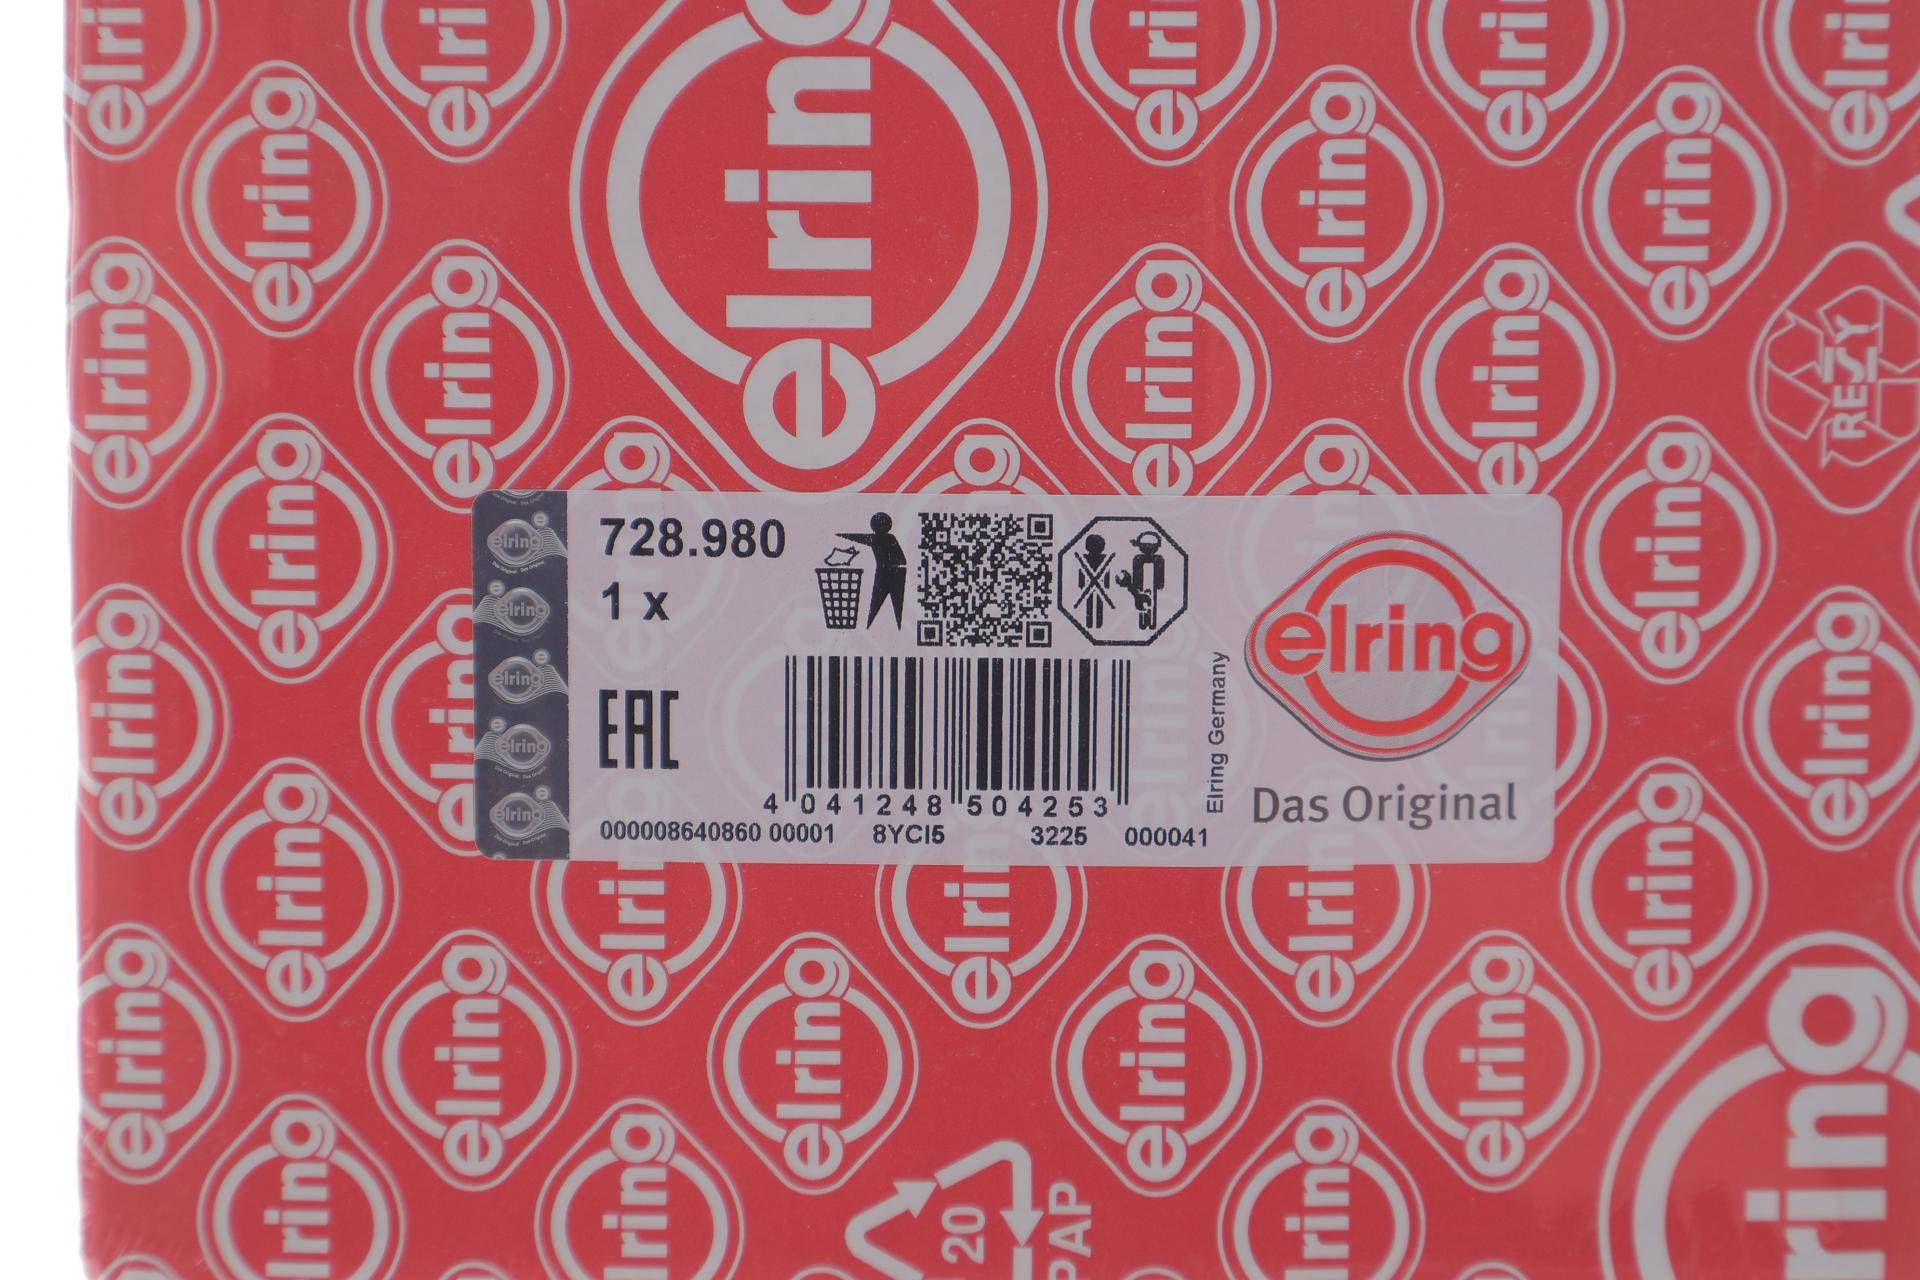 728.980
1 x
EAC
4 041248 504253
000008640860 00001 8YCI5 3225 000041
Elring Germany
elring
Das Original
elring
RESY
20
PAP